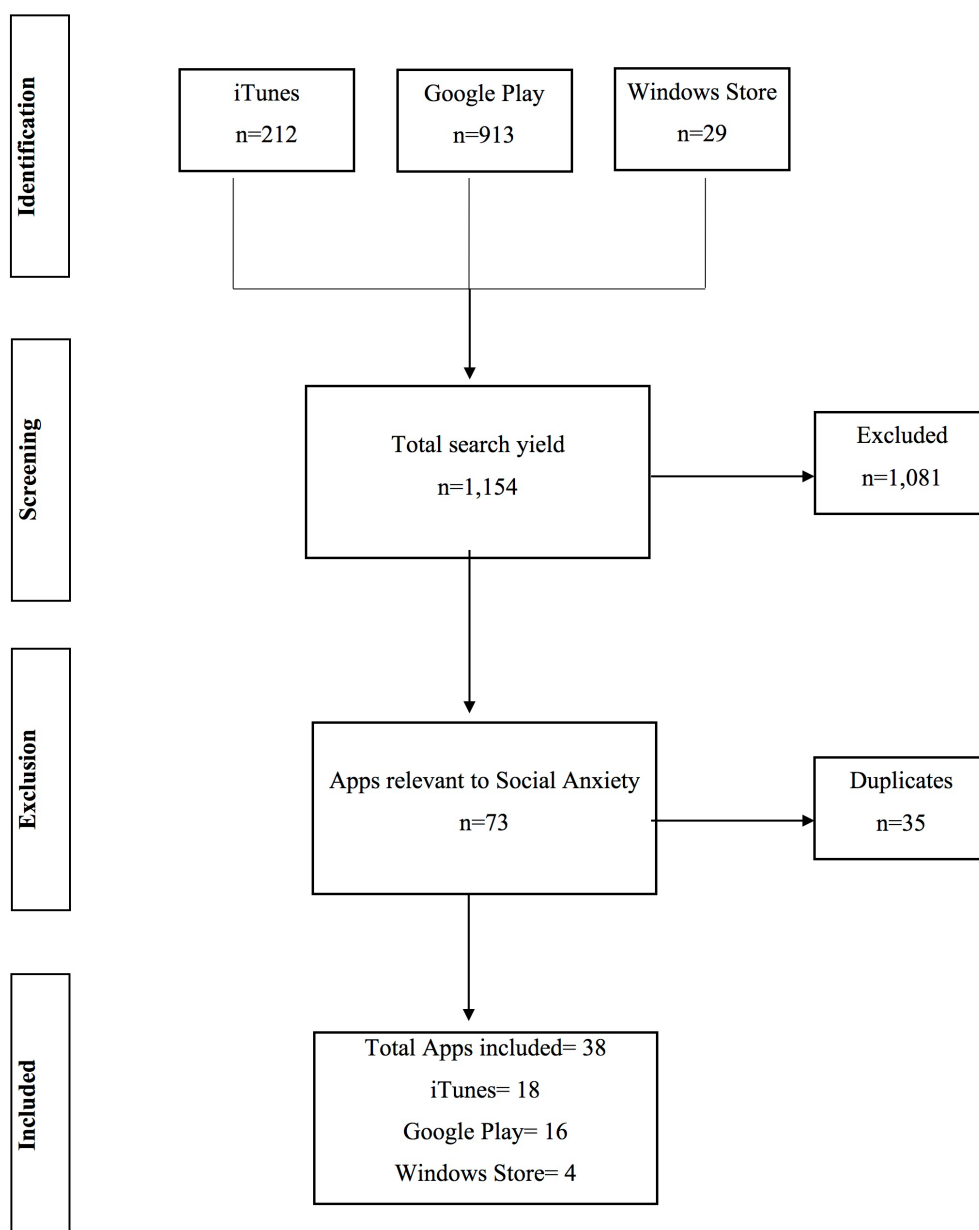 Identification
iTunes
n=212
Google Play
n=913
Windows Store
n=29
Screening
Total search yield
n=1,154
Excluded
n=1,081
Exclusion
Apps relevant to Social Anxiety
n=73
Duplicates
n=35
Included
Total Apps included= 38
iTunes= 18
Google Play= 16
Windows Store= 4